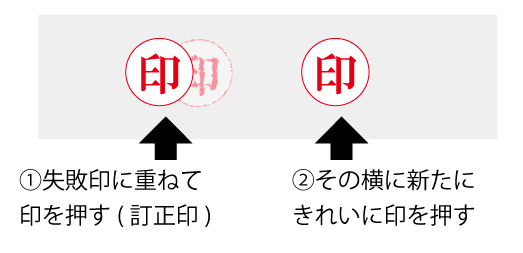 印 印 印
①失敗印に重ねて
印を押す ( 訂正印 )
②その横に新たに
きれいに印を押す